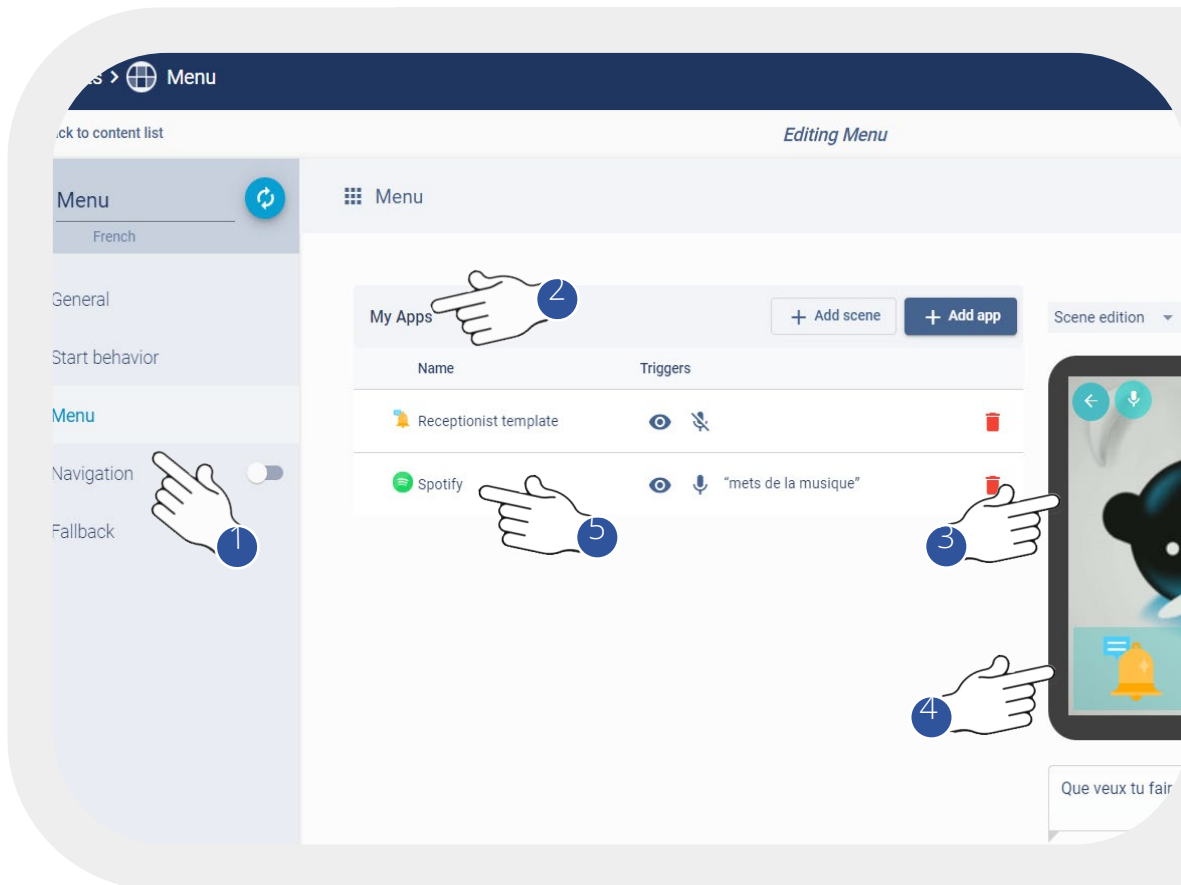 > Menu
to content list
Editing Menu
Menu
French
Menu
General
Start behavior
Menu
Navigation
Fallback
1
My Apps
2
+ Add scene
+ Add app
Name
Triggers
Receptionist template
Spotify
"mets de la musique"
5
3
4
Scene edition
Que veux tu